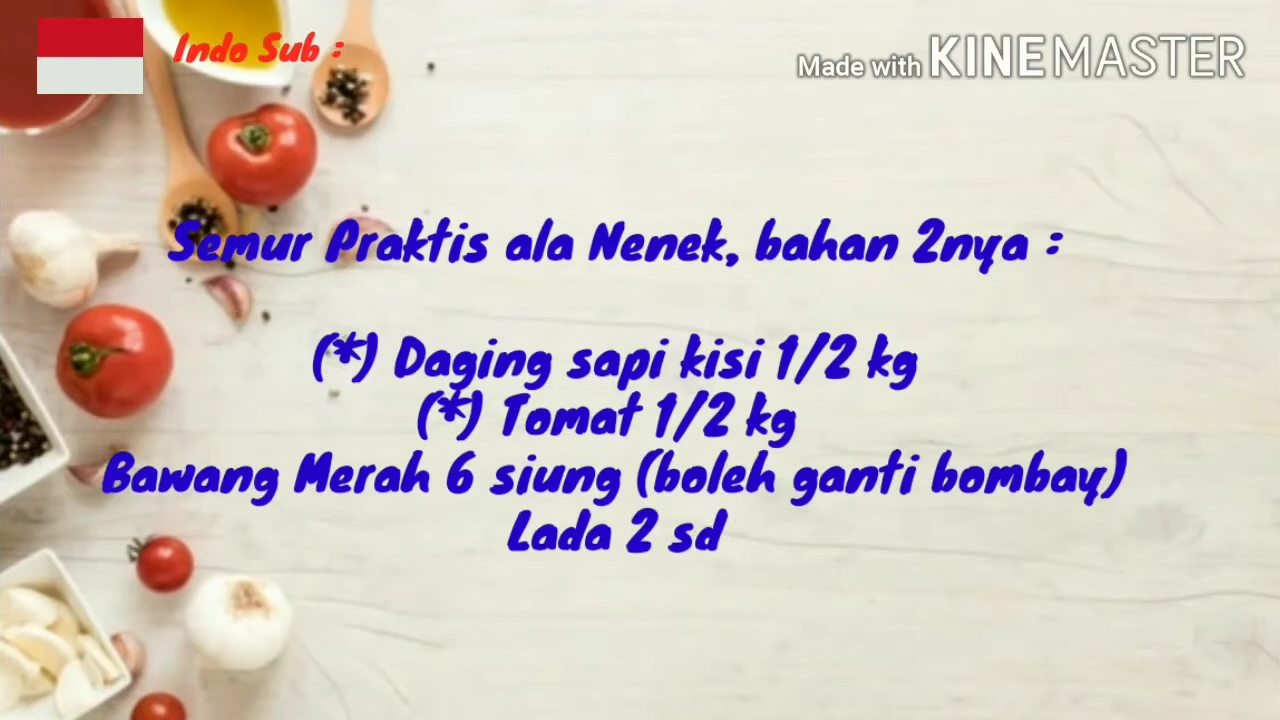 Indo Sub :
Made with KINEMASTER
Semur Praktis ala Nenek, bahan 2nya :
(*) Daging sapi kisi 1/2 kg
(*) Tomat 1/2 kg
Bawang Merah 6 siung (boleh ganti bombay)
Lada 2 sd